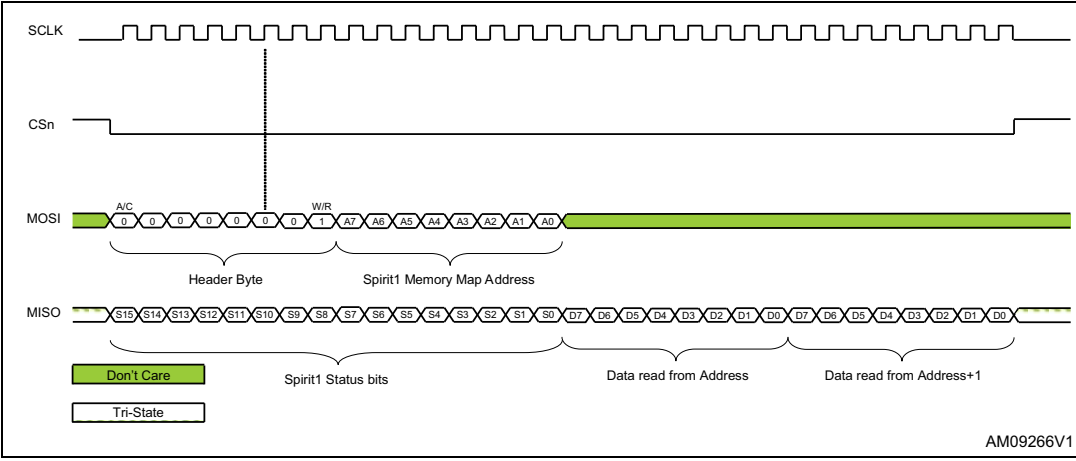 SCLK
CSn
A/C W/R
MOSI 0 0 0 0 0 0 0 1 A7 A6 A5 A4 A3 A2 A1 A0
Header Byte Spirit1 Memory Map Address
MISO S15 S14 S13 S12 S11 S10 S9 S8 S7 S6 S5 S4 S3 S2 S1 S0 D7 D6 D5 D4 D3 D2 D1 D0 D7 D6 D5 D4 D3 D2 D1 D0
Don't Care Spirit1 Status bits Data read from Address Data read from Address+1
Tri-State
AM09266V1